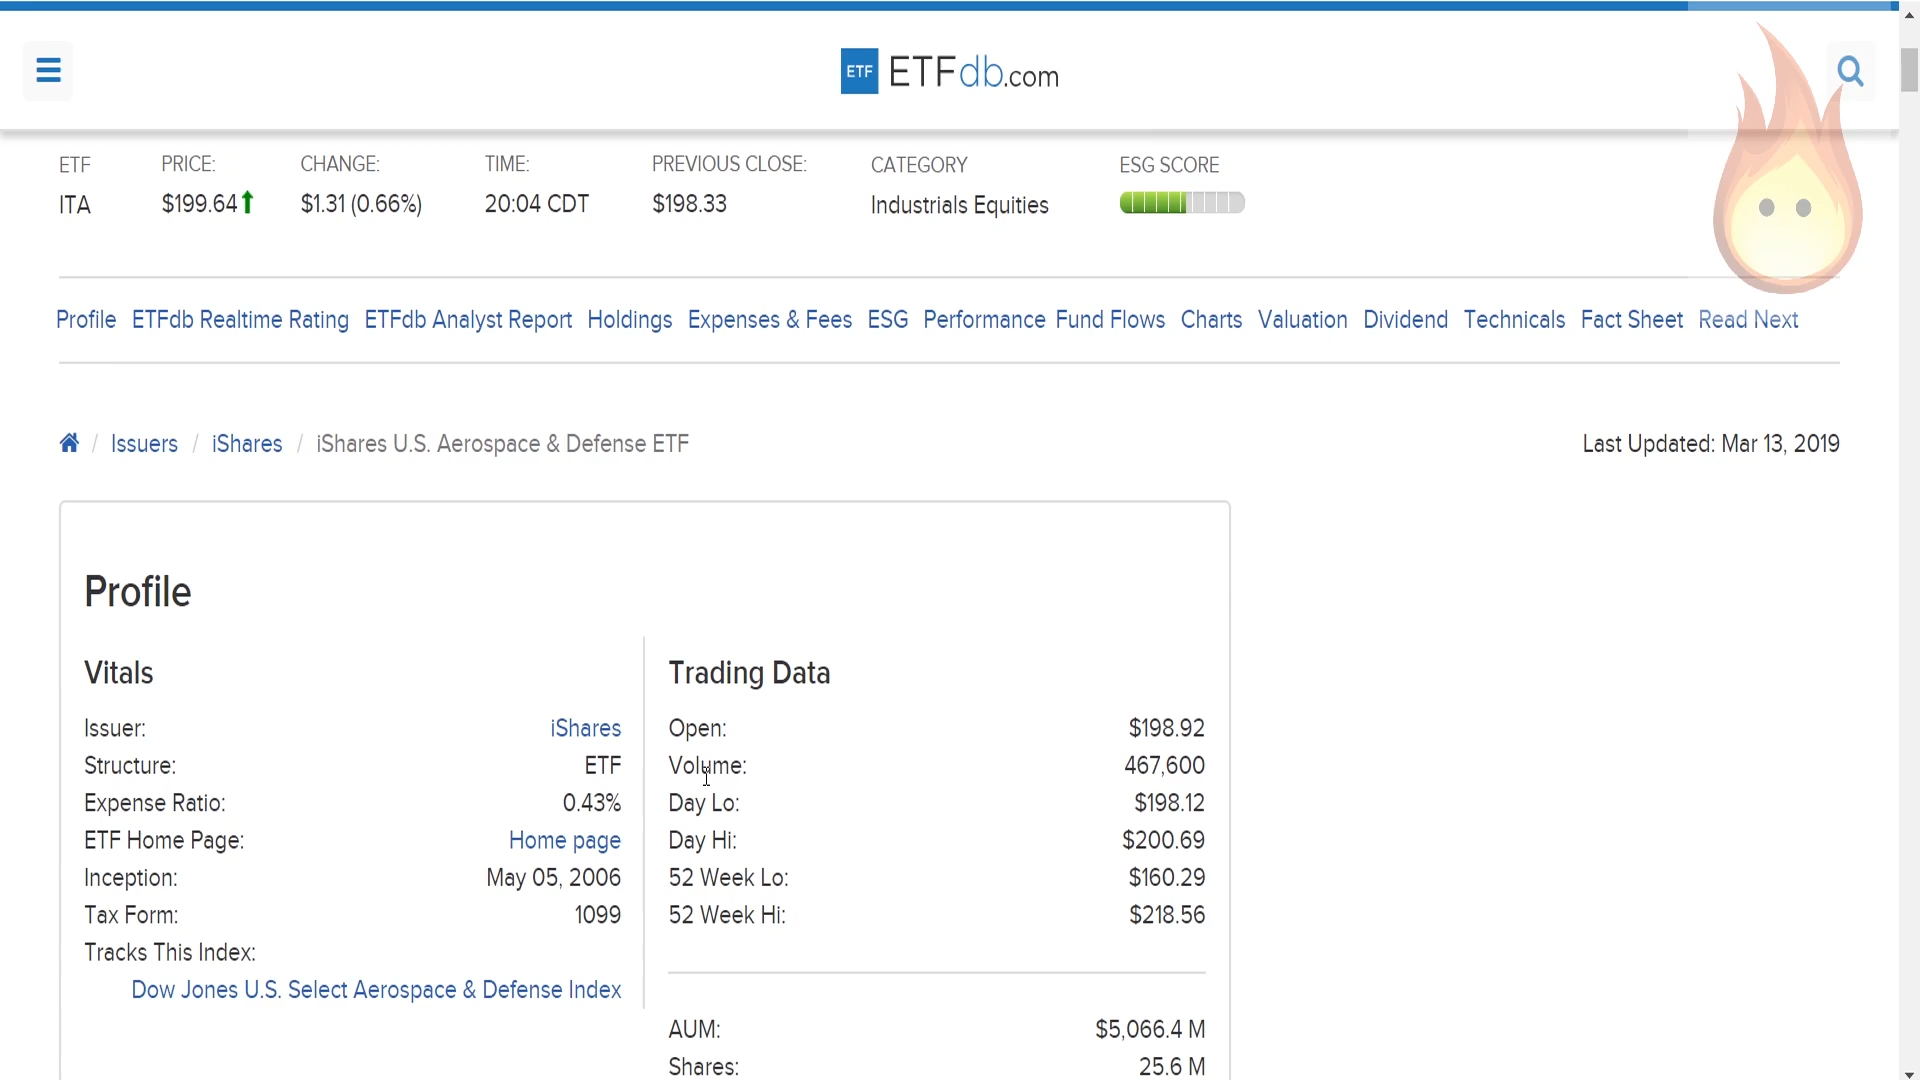 ETF ETFdb.com
ETF PRICE: CHANGE: TIME: PREVIOUS CLOSE: CATEGORY ESG SCORE
ITA $199.64 $1.31 (0.66%) 20:04 CDT $198.33 Industrials Equities
Profile ETFdb Realtime Rating ETFdb Analyst Report Holdings Expenses & Fees ESG Performance Fund Flows Charts Valuation Dividend Technicals Fact Sheet Read Next
/ Issuers / iShares / iShares U.S. Aerospace & Defense ETF Last Updated: Mar 13, 2019
Profile
Vitals
Issuer: iShares
Structure: ETF
Expense Ratio: 0.43%
ETF Home Page: Home page
Inception: May 05, 2006
Tax Form: 1099
Tracks This Index:
Dow Jones U.S. Select Aerospace & Defense Index
Trading Data
Open: $198.92
Volume: 467,600
Day Lo: $198.12
Day Hi: $200.69
52 Week Lo: $160.29
52 Week Hi: $218.56
AUM: $5,066.4 M
Shares: 25.6 M